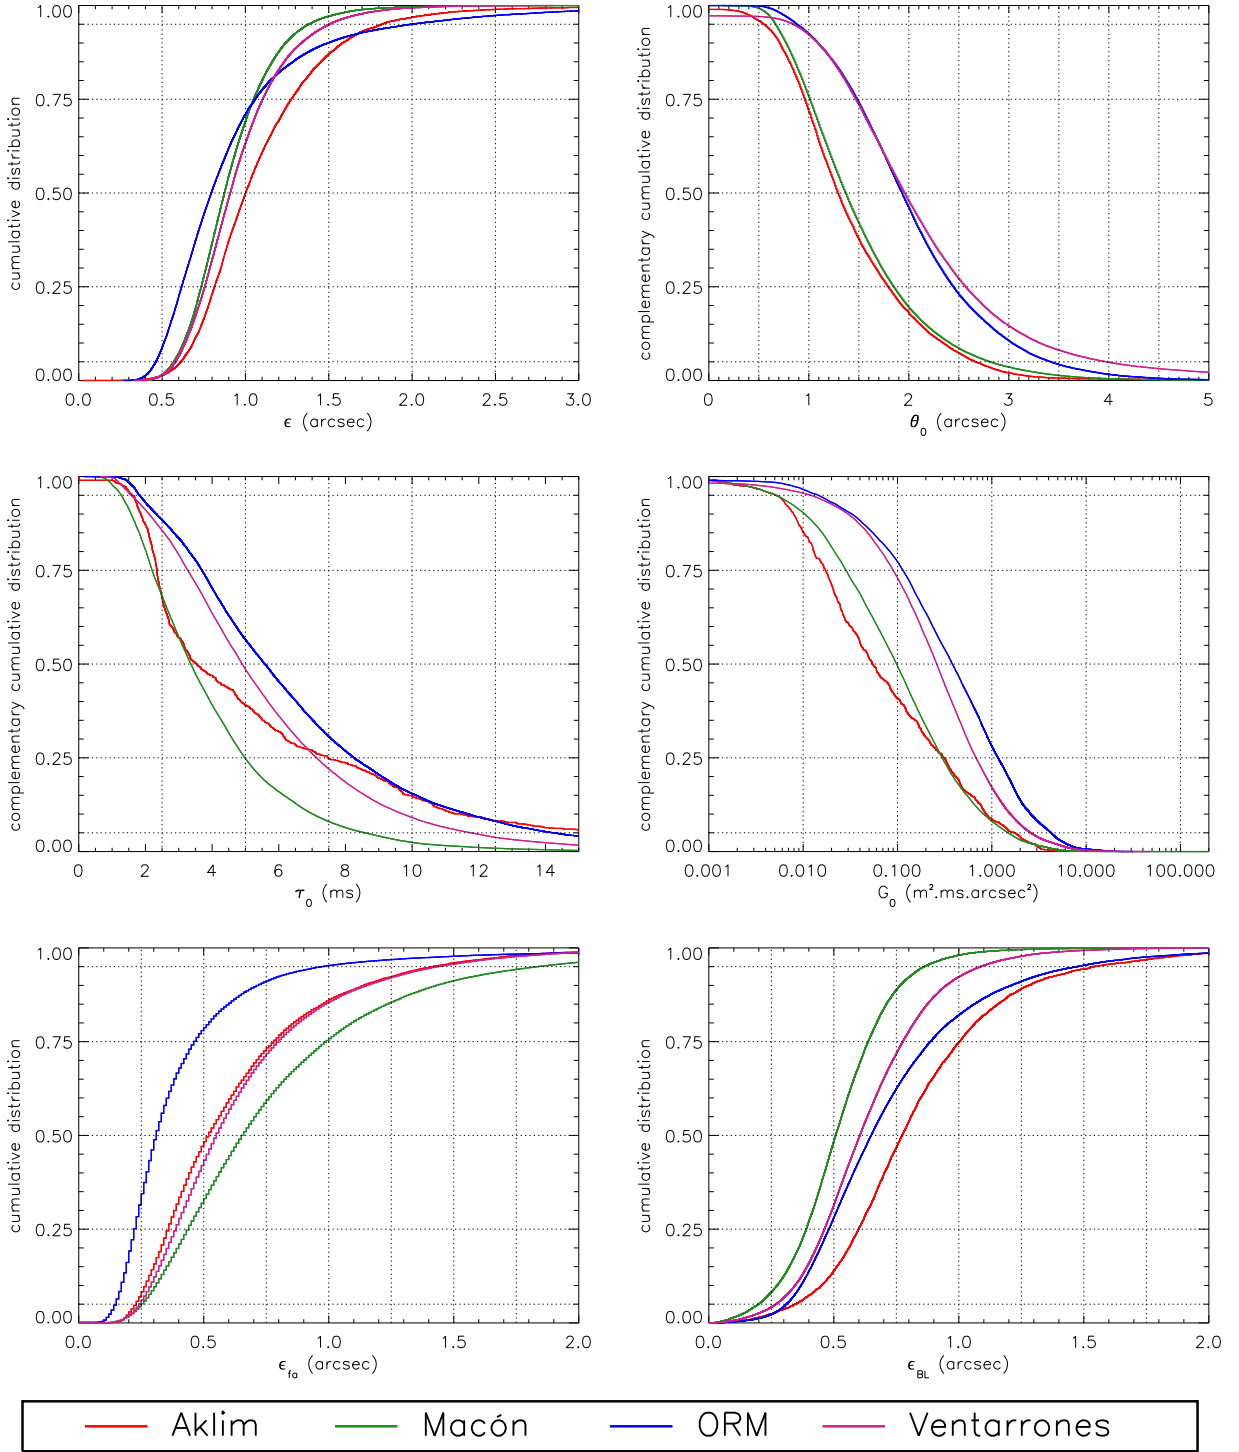 cumulative distribution
1.00
0.75
0.50
0.25
0.00
0.0 0.5 1.0 1.5 2.0 2.5 3.0
ϵ (arcsec)
complementary cumulative distribution
1.00
0.75
0.50
0.25
0.00
0 1 2 3 4 5
θ₀ (arcsec)
complementary cumulative distribution
1.00
0.75
0.50
0.25
0.00
0 2 4 6 8 10 12 14
τ₀ (ms)
complementary cumulative distribution
1.00
0.75
0.50
0.25
0.00
0.001 0.010 0.100 1.000 10.000 100.000
G₀ (m².ms.arcsec²)
cumulative distribution
1.00
0.75
0.50
0.25
0.00
0.0 0.5 1.0 1.5 2.0
ϵfa (arcsec)
cumulative distribution
1.00
0.75
0.50
0.25
0.00
0.0 0.5 1.0 1.5 2.0
ϵBL (arcsec)
Aklim Macón ORM Ventarrones